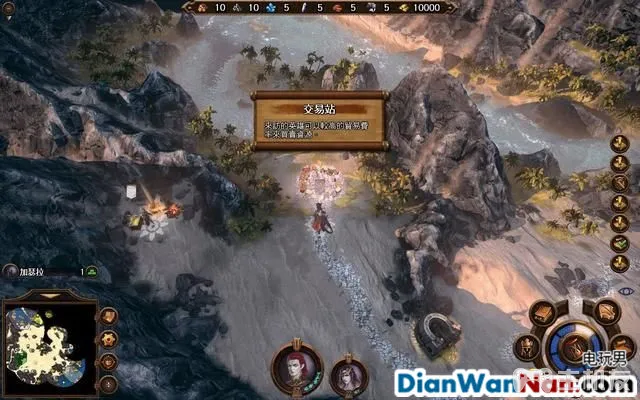 10 10 5 5 5 5 10000
交易站
來訪的英雄可以較高的貿易費
率來買賣資源。
加瑟拉 1
电玩男
DianWanNan.com